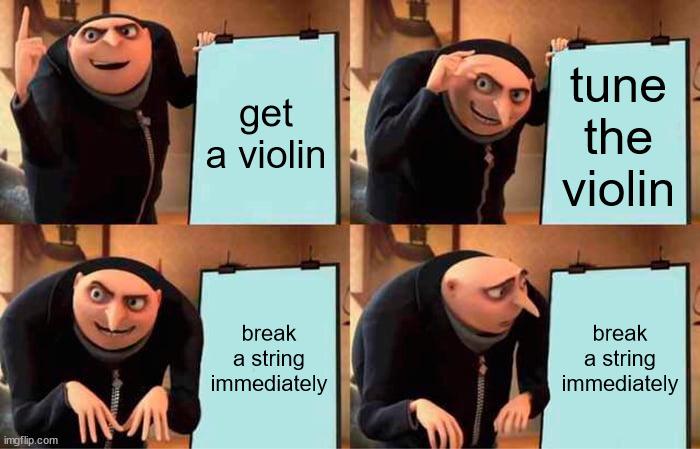 get
a violin
tune
the
violin
break
a string
immediately
break
a string
immediately
imgflip.com